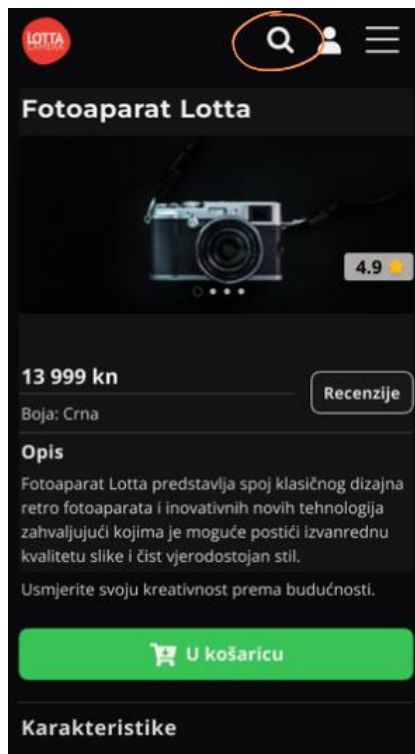 LOTTA
CAMERA
Fotoaparat Lotta
4.9
13 999 kn
Recenzije
Boja: Crna
Opis
Fotoaparat Lotta predstavlja spoj klasičnog dizajna
retro fotoaparata i inovativnih novih tehnologija
zahvaljujući kojima je moguće postići izvanrednu
kvalitetu slike i čist vjerodostojan stil.
Usmjerite svoju kreativnost prema budućnosti.
U košaricu
Karakteristike